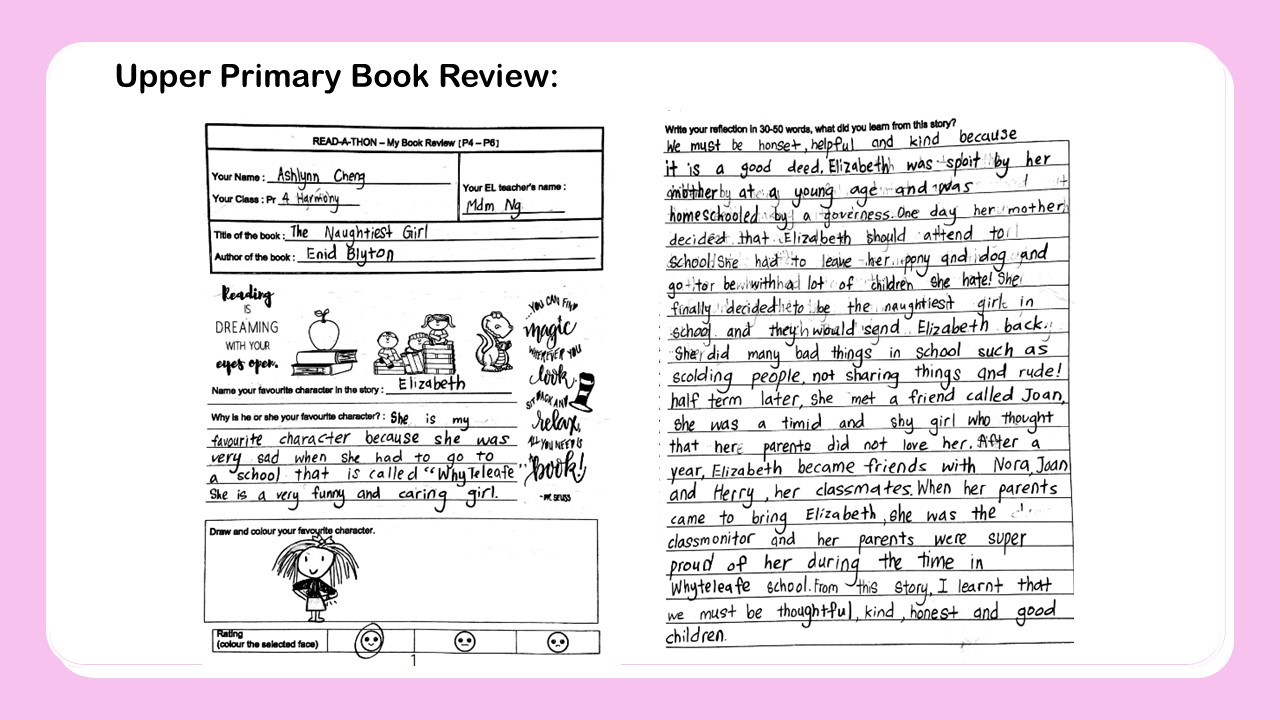 Upper Primary Book Review:
READ-A-THON – My Book Review [P4 – P6]
Your Name : Ashlynn Cheng
Your Class : Pr 4 Harmony
Your EL teacher's name :
Mdm Ng
Title of the book : The Naughtiest Girl
Author of the book : Enid Blyton
Reading
IS
DREAMING
WITH YOUR
eyes open.
YOU CAN FIND
magic
WHEREVER YOU
look
SIT BACK AND
relax
ALL YOU NEED IS
book!
-DR. SEUSS
Name your favourite character in the story : Elizabeth
Why is he or she your favourite character? : She is my
favourite character because she was
very sad when she had to go to
a school that is called "WhyTeleafe".
She is a very funny and caring girl.
Draw and colour your favourite character.
Rating
(colour the selected face)
1
Write your reflection in 30-50 words, what did you learn from this story?
We must be honset, helpful and kind because
it is a good deed. Elizabeth was spoit by her
mother at a young age and was
homeschooled by a governess. One day her mother
decided that Elizabeth should attend to
school. She had to leave her pony and dog and
go to be with lot of children she hate! She
finally decided to be the naughtiest girl in
school and they would send Elizabeth back.
She did many bad things in school such as
scolding people, not sharing things and rude!
half term later, she met a friend called Joan,
she was a timid and shy girl who thought
that her parents did not love her. After a
year, Elizabeth became friends with Nora, Joan
and Herry, her classmates. When her parents
came to bring Elizabeth, she was the
classmonitor and her parents were super
proud of her during the time in
Whyteleafe school. From this story, I learnt that
we must be thoughtful, kind, honest and good
children.